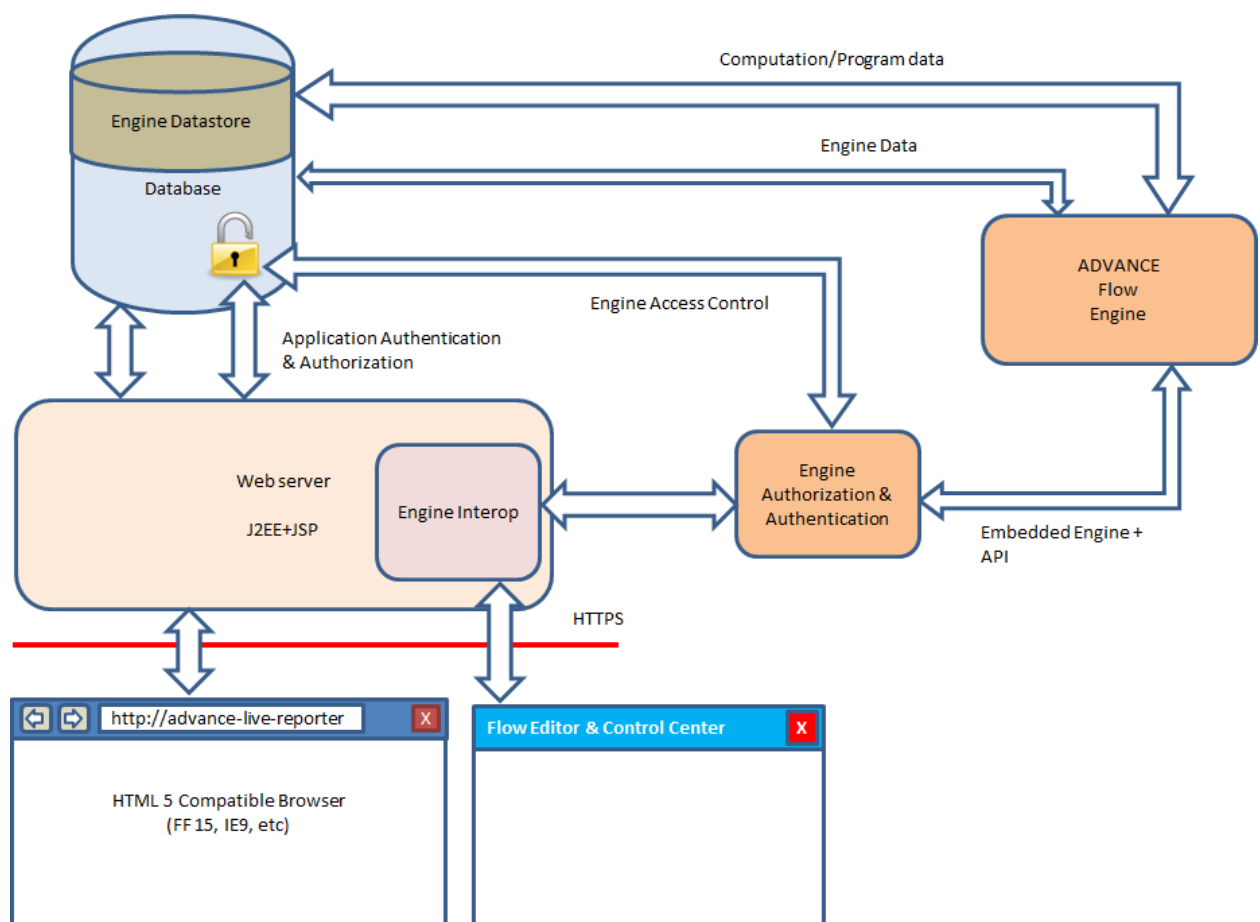 Computation/Program data
Engine Datastore
Engine Data
Database
ADVANCE
Flow
Engine
Engine Access Control
Application Authentication
& Authorization
Web server
J2EE+JSP
Engine Interop
Engine
Authorization &
Authentication
Embedded Engine +
API
HTTPS
http://advance-live-reporter
X
Flow Editor & Control Center
X
HTML 5 Compatible Browser
(FF 15, IE9, etc)